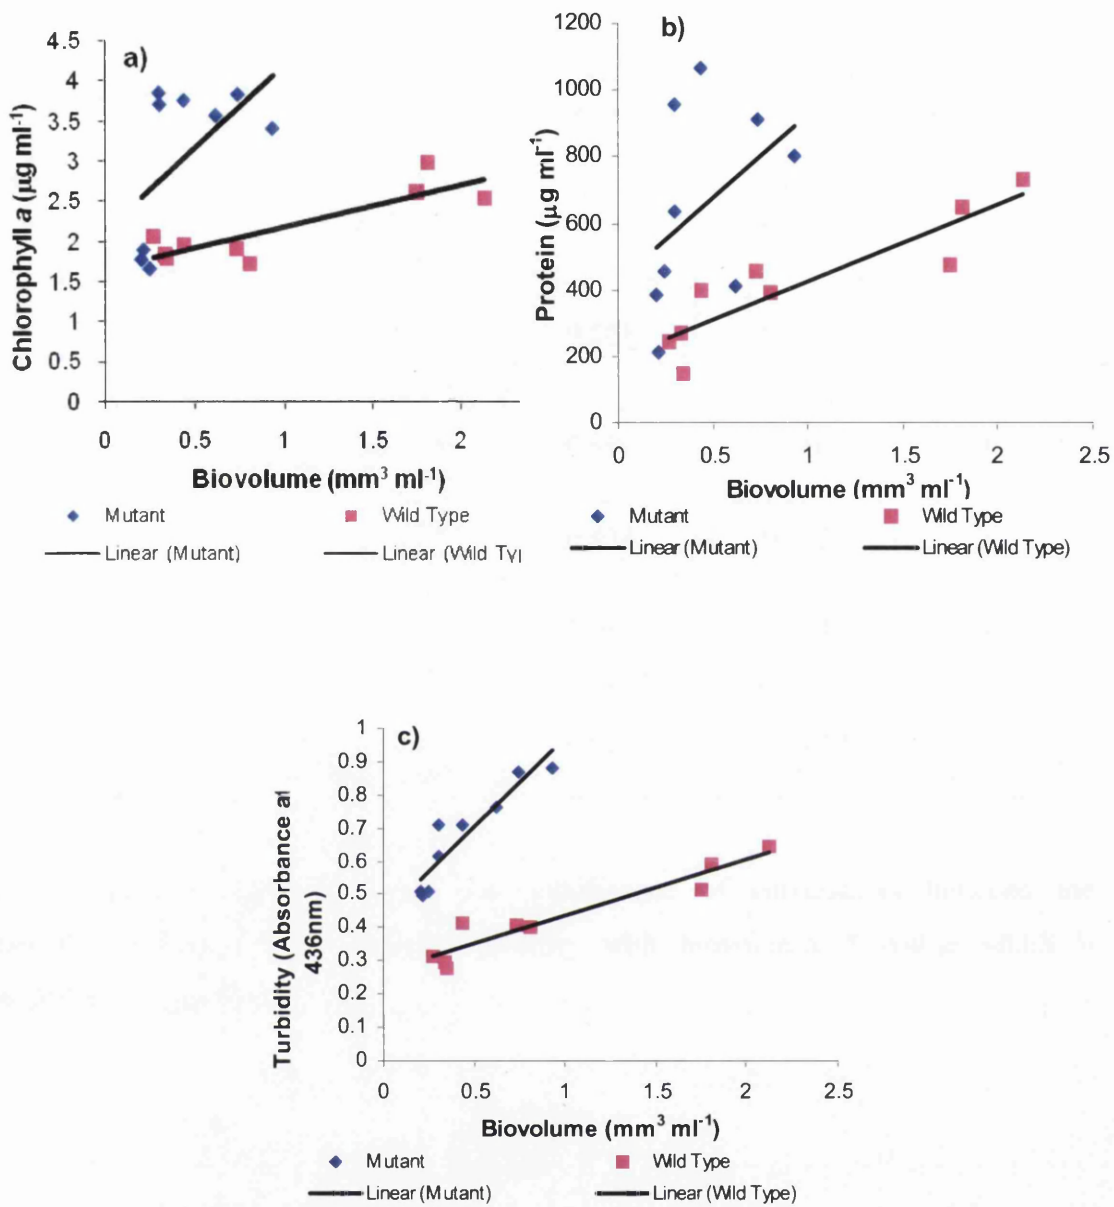 a)
Chlorophyll a (µg ml-1)
4.5
4
3.5
3
2.5
2
1.5
1
0.5
0
0
0.5
1
1.5
2
Biovolume (mm3 ml-1)
Mutant
Wild Type
Linear (Mutant)
Linear (Wild Ty
b)
Protein (µg ml-1)
1200
1000
800
600
400
200
0
0
0.5
1
1.5
2
2.5
Biovolume (mm3 ml-1)
Mutant
Wild Type
Linear (Mutant)
Linear (Wild Type)
c)
Turbidity (Absorbance at
436nm)
1
0.9
0.8
0.7
0.6
0.5
0.4
0.3
0.2
0.1
0
0
0.5
1
1.5
2
2.5
Biovolume (mm3 ml-1)
Mutant
Wild Type
Linear (Mutant)
Linear (Wild Type)